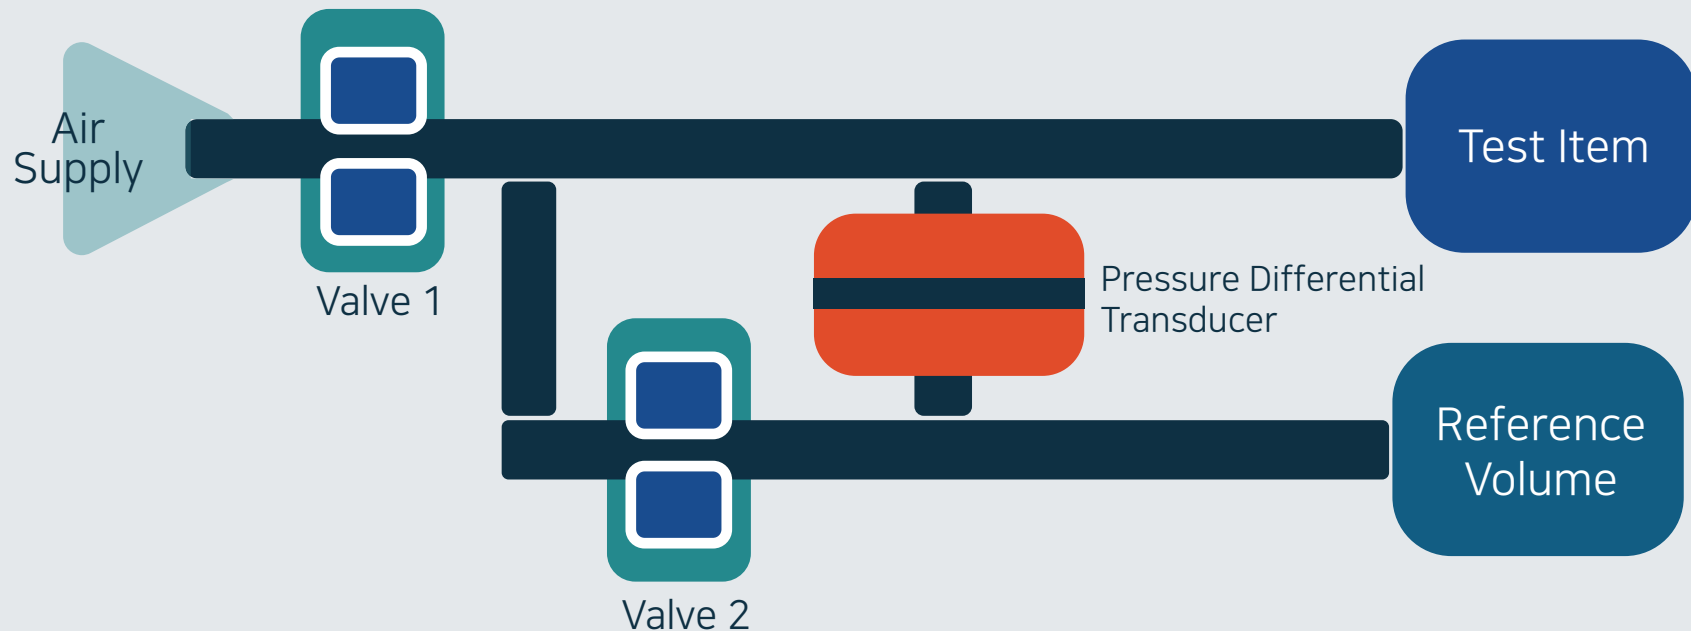 Air
Supply
Valve 1
Test Item
Pressure Differential
Transducer
Valve 2
Reference
Volume